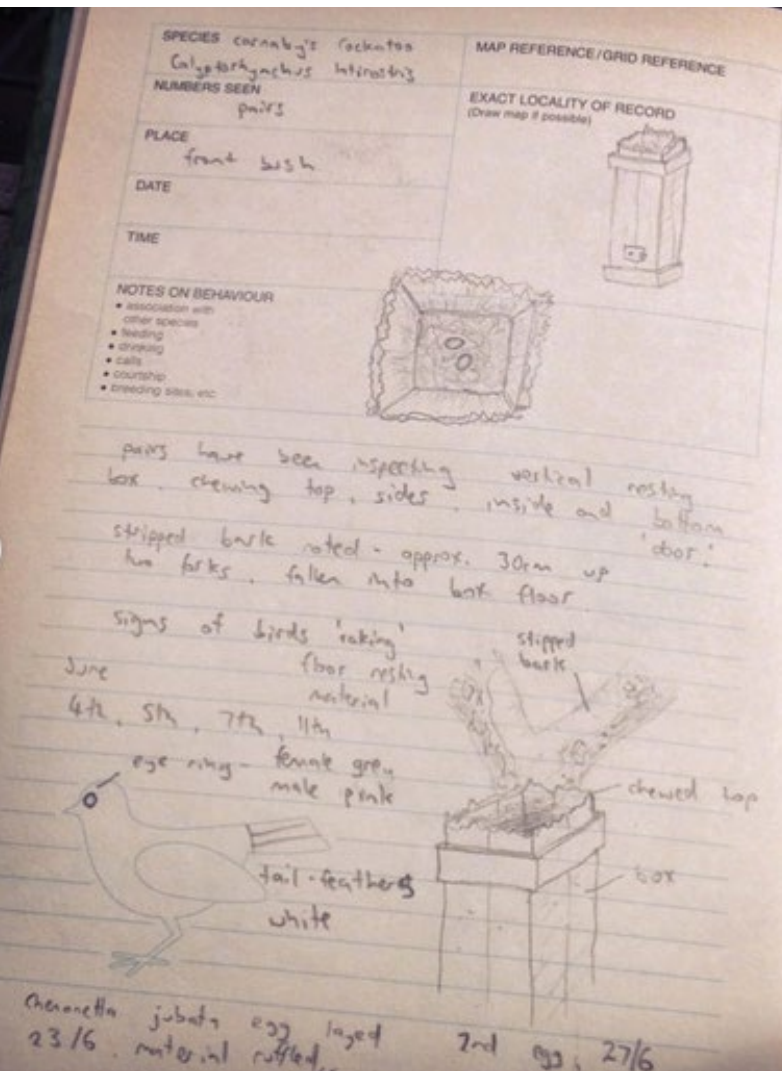 SPECIES carnaby's cockatoo
Calyptorhynchus latirostris
NUMBERS SEEN
pairs
PLACE
front bush
DATE
TIME
MAP REFERENCE/GRID REFERENCE
EXACT LOCALITY OF RECORD
(Draw map if possible)
NOTES ON BEHAVIOUR
• association with
other species
• feeding
• drinking
• calls
• courtship
• breeding sites, etc.
pairs have been inspecting vertical nesting
box. chewing top, sides, inside and bottom
'door'.
stripped bark noted - approx. 30cm up
two forks. fallen into box floor.
signs of birds 'raking'
floor nesting
material
June
4th, 5th, 7th, 11th
stipped
bark
eye ring - female grey
male pink
chewed top
tail-feathers
white
box
Chenonetta jubata egg layed
23/6. material ruffled.
2nd egg, 27/6